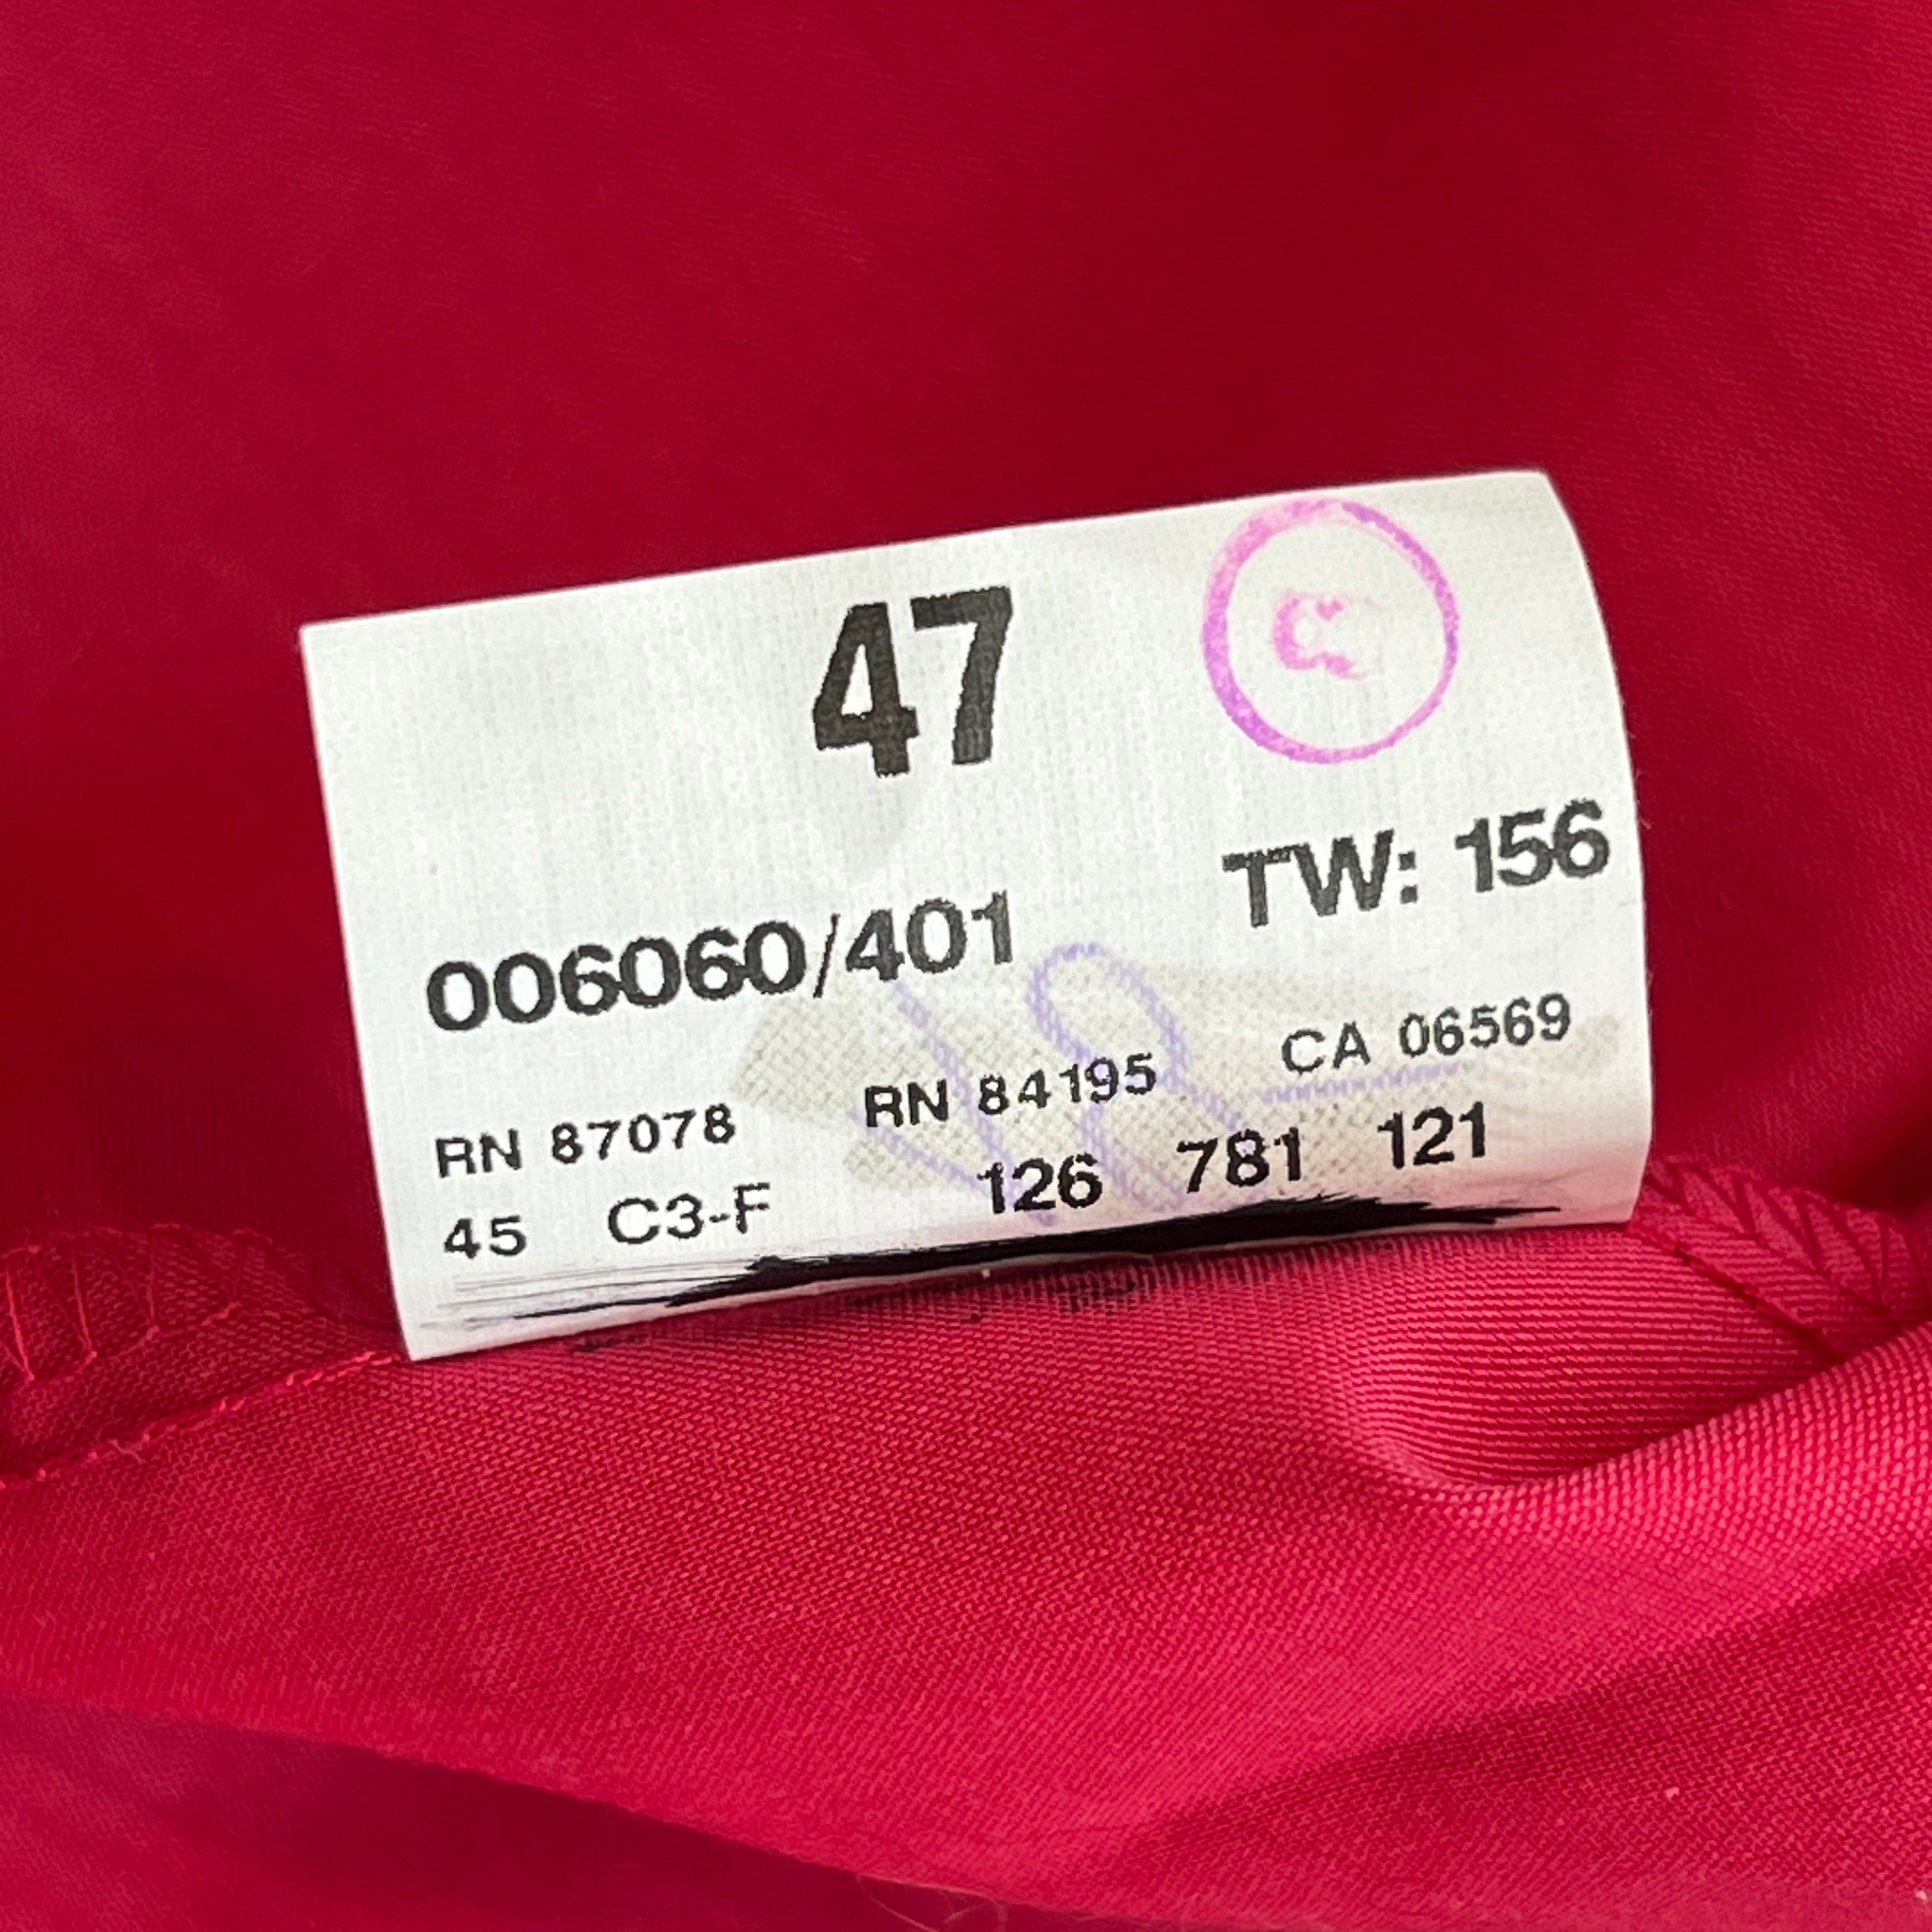 47 C
TW: 156
006060/401
RN 87078 RN 84195 CA 06569
45 C3-F 126 781 121